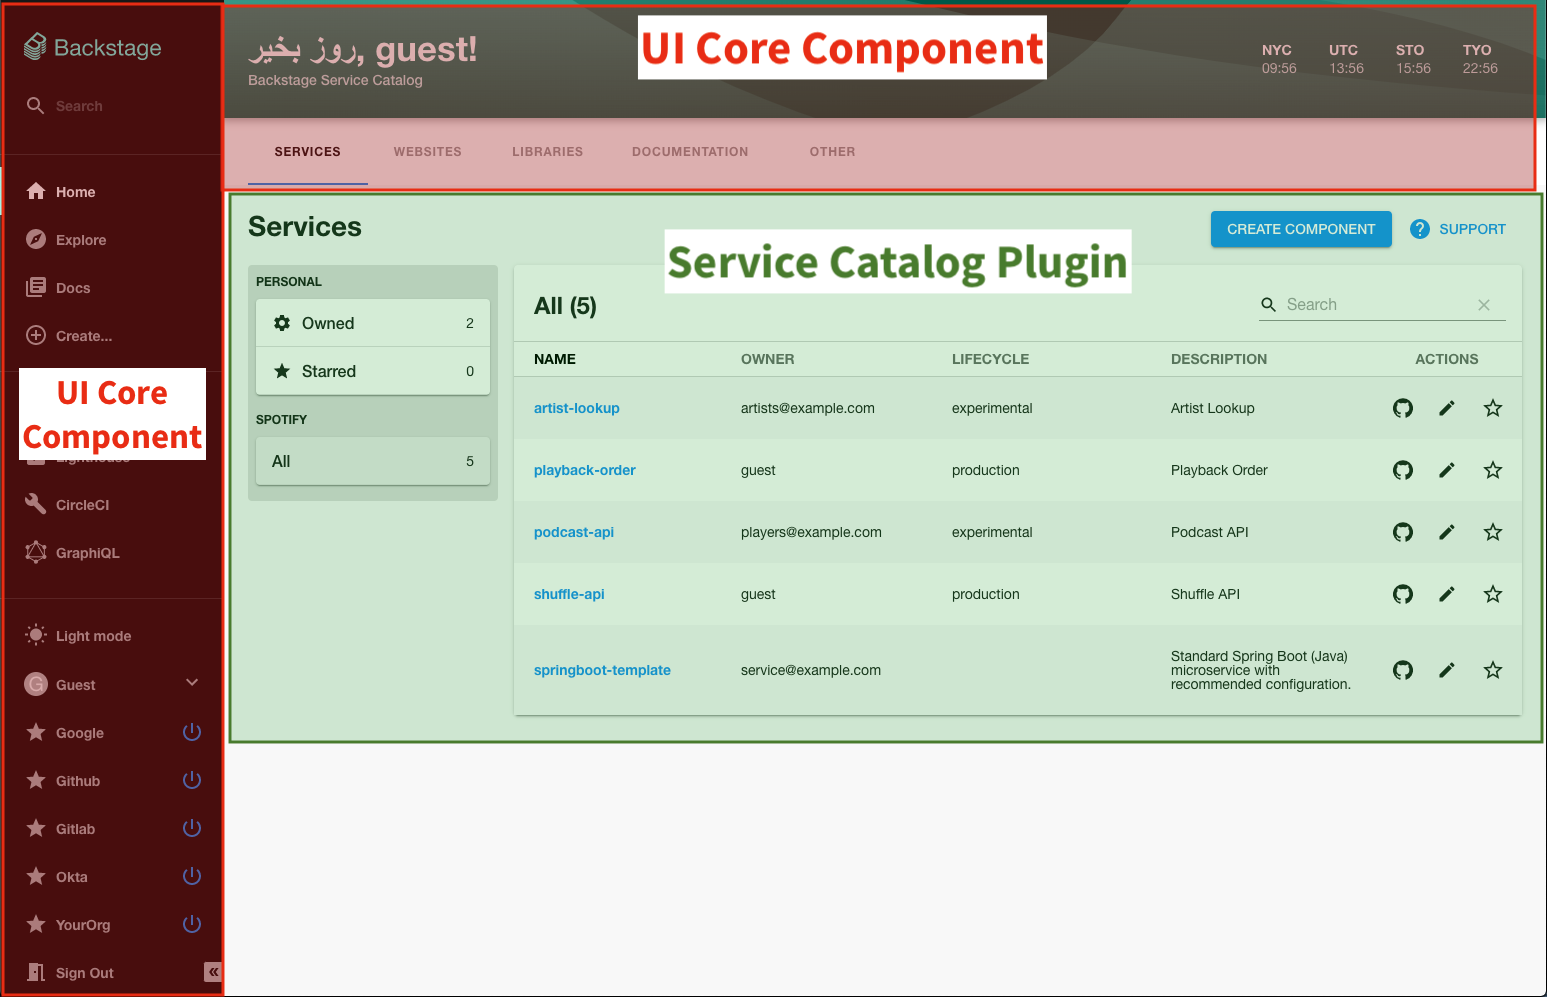 Backstage
Search
Home
Explore
Docs
Create...
UI Core
Component
CircleCI
GraphiQL
Light mode
G Guest
Google
Github
Gitlab
Okta
YourOrg
Sign Out «
روز بخیر, guest!
Backstage Service Catalog
UI Core Component
NYC UTC STO TYO
09:56 13:56 15:56 22:56
SERVICES WEBSITES LIBRARIES DOCUMENTATION OTHER
Services
CREATE COMPONENT ? SUPPORT
Service Catalog Plugin
PERSONAL
Owned 2
Starred 0
SPOTIFY
All 5
All (5)
Search
NAME OWNER LIFECYCLE DESCRIPTION ACTIONS
artist-lookup artists@example.com experimental Artist Lookup
playback-order guest production Playback Order
podcast-api players@example.com experimental Podcast API
shuffle-api guest production Shuffle API
springboot-template service@example.com Standard Spring Boot (Java)
microservice with
recommended configuration.